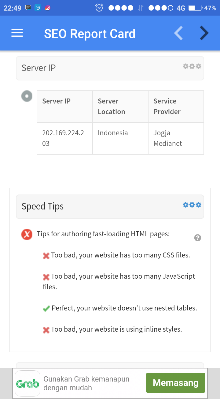 22:49
4G
71%
SEO Report Card
Server IP
Server IP
Server Location
Service Provider
202.169.224.2
03
Indonesia
Jogja
Medianet
Speed Tips
Tips for authoring fast-loading HTML pages:
Too bad, your website has too many CSS files.
Too bad, your website has too many JavaScript
files.
Perfect, your website doesn't use nested tables.
Too bad, your website is using inline styles.
Grab
Gunakan Grab kemanapun
dengan mudah
Memasang